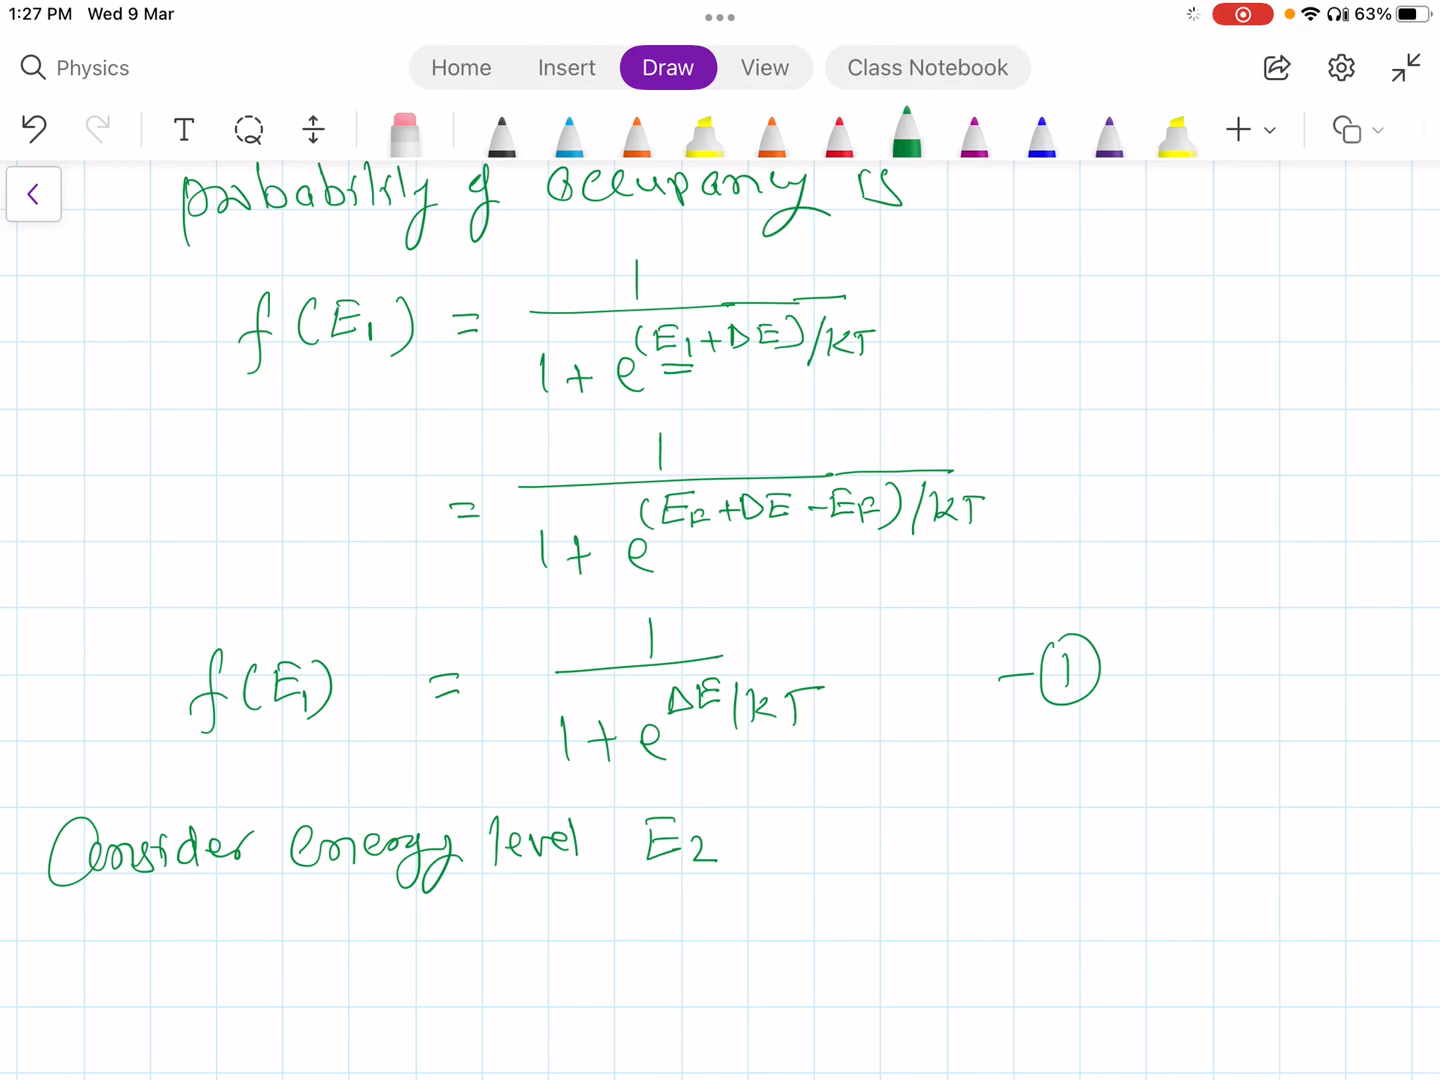 1:27 PM Wed 9 Mar 63%
Physics Home Insert Draw View Class Notebook
T
probability of occupancy is
f(E₁) = 1 / 1 + e^(E₁+ΔE)/KT
= 1 / 1 + e^(E_F+ΔE-E_F)/KT
f(E₁) = 1 / 1 + e^ΔE/KT - ①
Consider energy level E₂